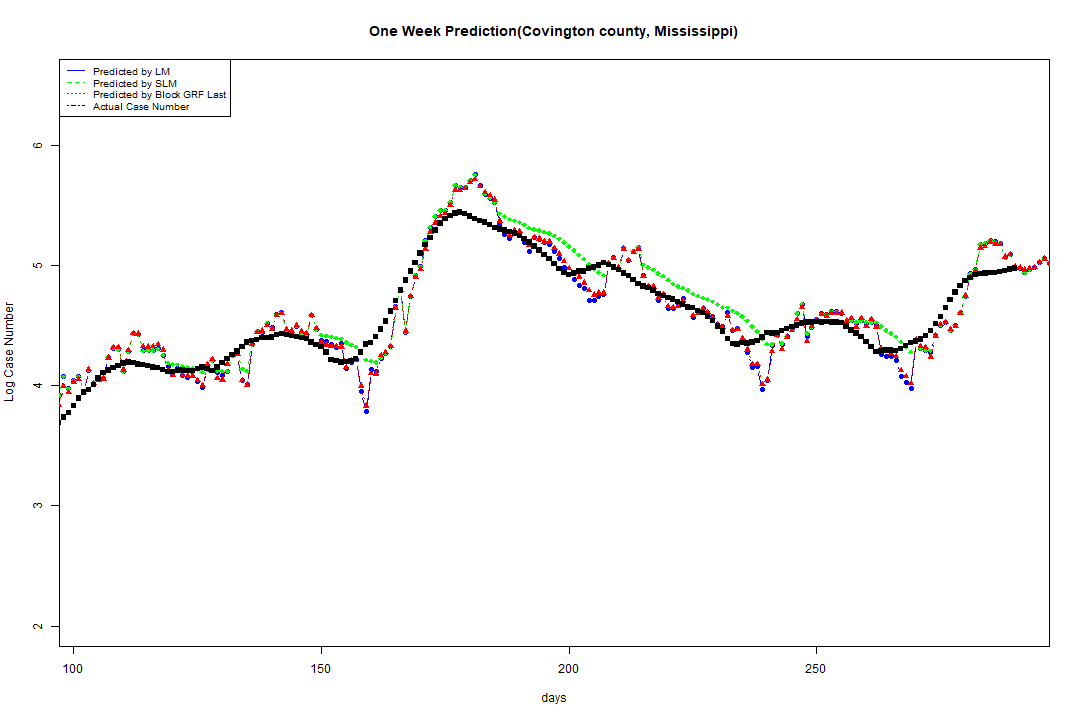 One Week Prediction(Covington county, Mississippi)
Predicted by LM
Predicted by SLM
Predicted by Block GRF Last
Actual Case Number
6
5
4
3
2
Log Case Number
100
150
200
250
days